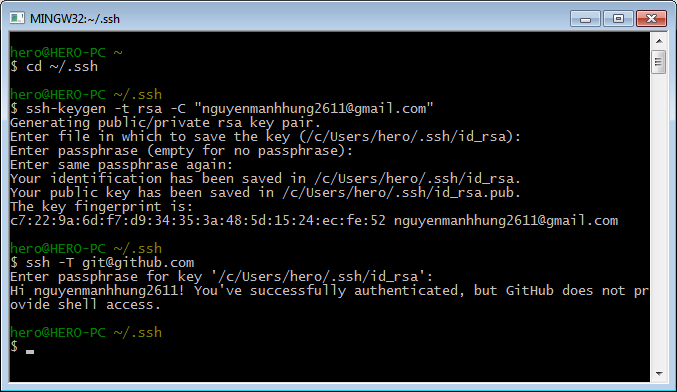 MINGW32:~/.ssh
hero@HERO-PC ~
$ cd ~/.ssh
hero@HERO-PC ~/.ssh
$ ssh-keygen -t rsa -C "nguyenmanhhung2611@gmail.com"
Generating public/private rsa key pair.
Enter file in which to save the key (/c/Users/hero/.ssh/id_rsa):
Enter passphrase (empty for no passphrase):
Enter same passphrase again:
Your identification has been saved in /c/Users/hero/.ssh/id_rsa.
Your public key has been saved in /c/Users/hero/.ssh/id_rsa.pub.
The key fingerprint is:
c7:22:9a:6d:f7:d9:34:35:3a:48:5d:15:24:ec:fe:52 nguyenmanhhung2611@gmail.com
hero@HERO-PC ~/.ssh
$ ssh -T git@github.com
Enter passphrase for key '/c/Users/hero/.ssh/id_rsa':
Hi nguyenmanhhung2611! You've successfully authenticated, but GitHub does not pr
ovide shell access.
hero@HERO-PC ~/.ssh
$